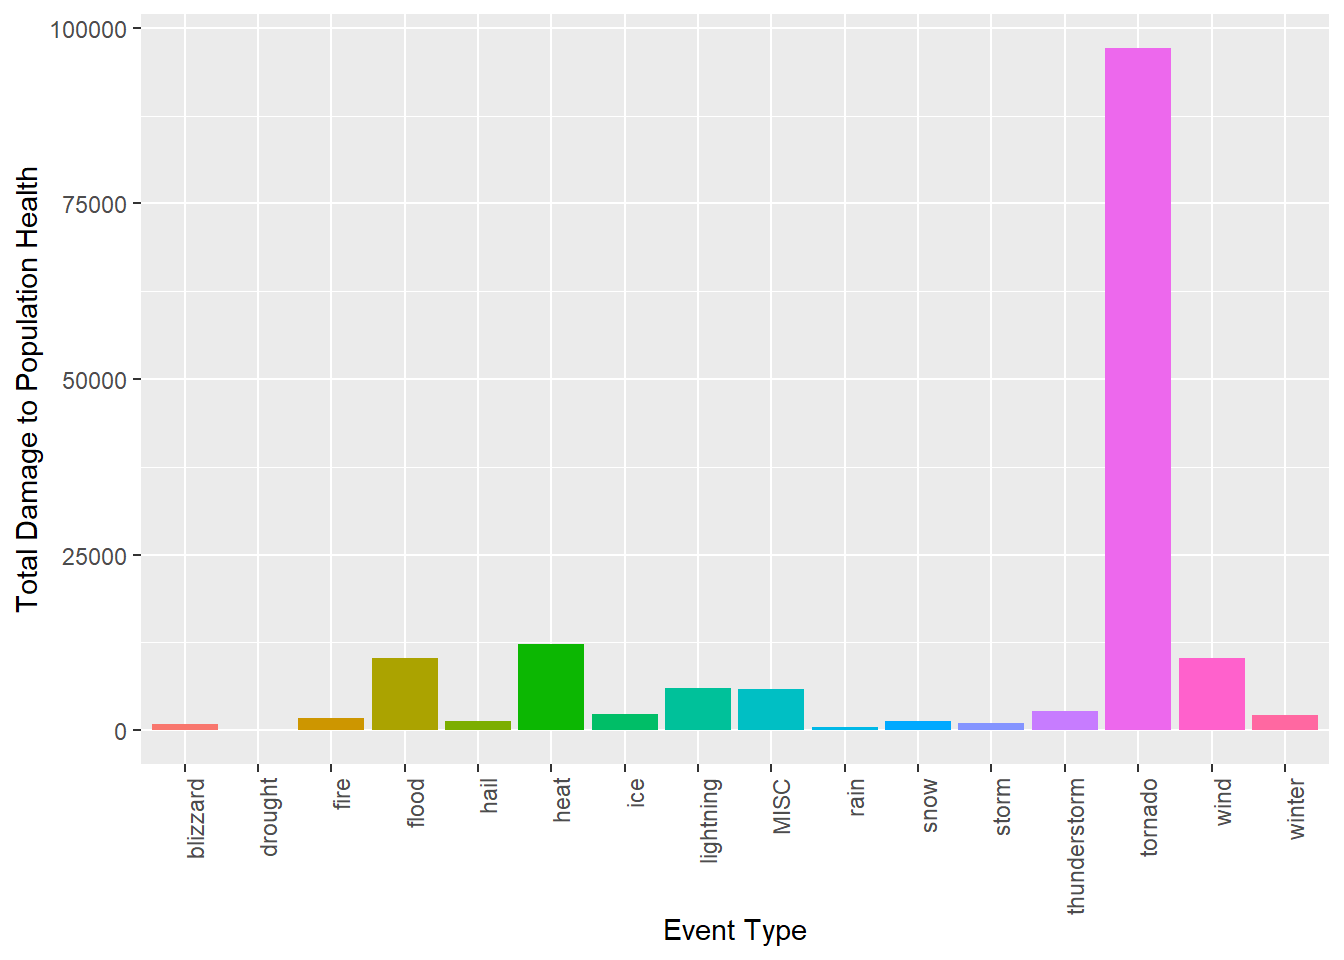 Total Damage to Population Health
100000
75000
50000
25000
0
blizzard
drought
fire
flood
hail
heat
ice
lightning
MISC
rain
snow
storm
thunderstorm
tornado
wind
winter
Event Type